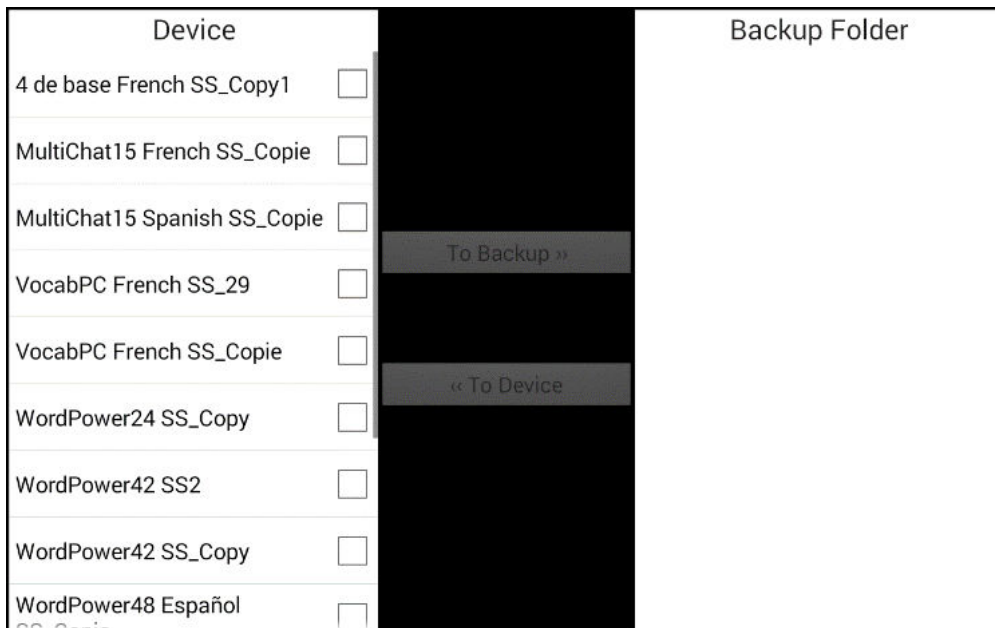 Device
4 de base French SS_Copy1
MultiChat15 French SS_Copie
MultiChat15 Spanish SS_Copie
VocabPC French SS_29
VocabPC French SS_Copie
WordPower24 SS_Copy
WordPower42 SS2
WordPower42 SS_Copy
WordPower48 Español
To Backup »
« To Device
Backup Folder